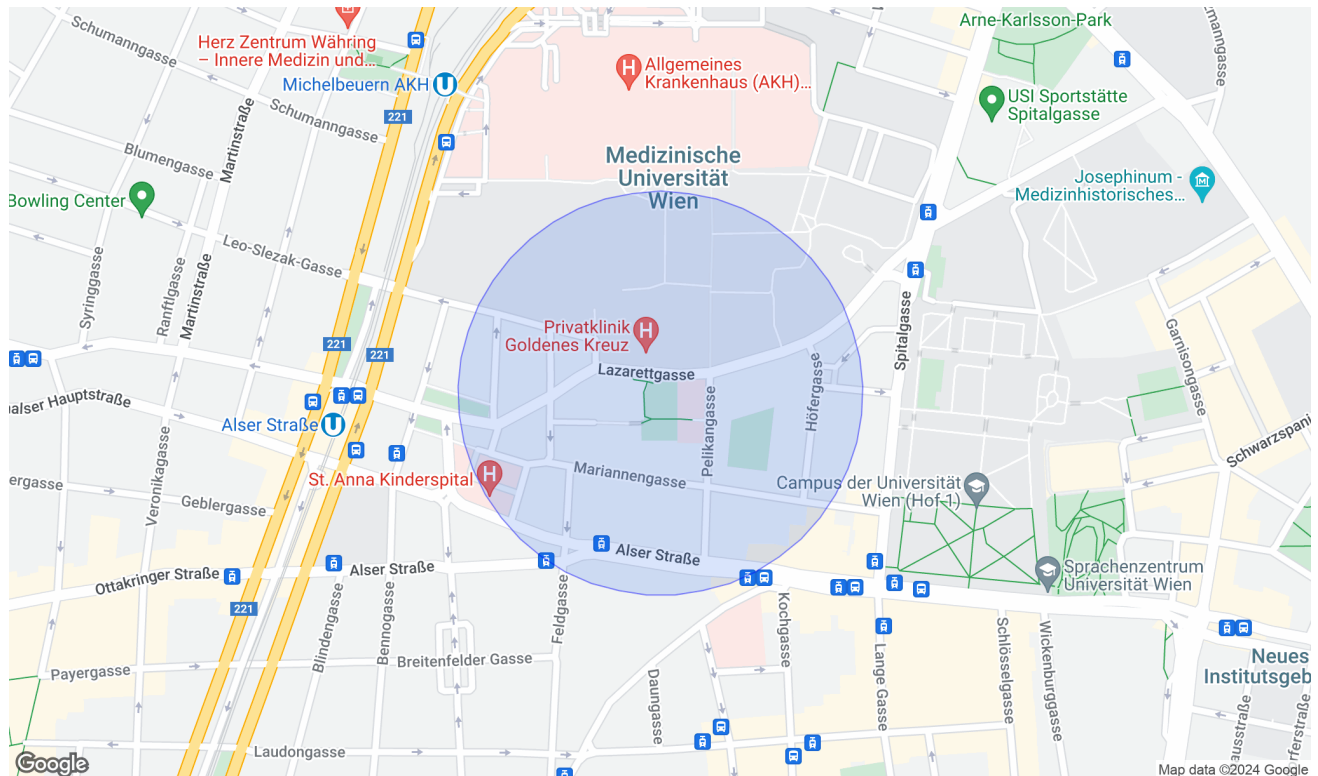 Schumanngasse
Herz Zentrum Währing
– Innere Medizin und...
Michelbeuern AKH
U
221
Schumanngasse
Blumengasse
Martinstraße
H
Allgemeines
Krankenhaus (AKH)...
Arne-Karlsson-Park
USI Sportstätte
Spitalgasse
Medizinische
Universität
Wien
Josephinum -
Medizinhistorisches...
Bowling Center
Leo-Slezak-Gasse
Syringgasse
Ranftlgasse
Martinstraße
Spitalgasse
Garnisongasse
Privatklinik
Goldenes Kreuz
H
221
221
Lazarettgasse
Höfergasse
Pelikangasse
alser Hauptstraße
Alser Straße
U
Veronikagasse
ergasse
Geblergasse
St. Anna Kinderspital
H
Mariannengasse
Schwarzspani
Campus der Universität
Wien (Hof 1)
Alser Straße
Ottakringer Straße
Alser Straße
Sprachenzentrum
Universität Wien
221
Blindengasse
Bennogasse
Feldgasse
Kochgasse
Lange Gasse
Schlösselgasse
Wickenburggasse
Payergasse
Breitenfelder Gasse
Daungasse
Neues
Institutsgeb
Laudongasse
Google
Map data ©2024 Google